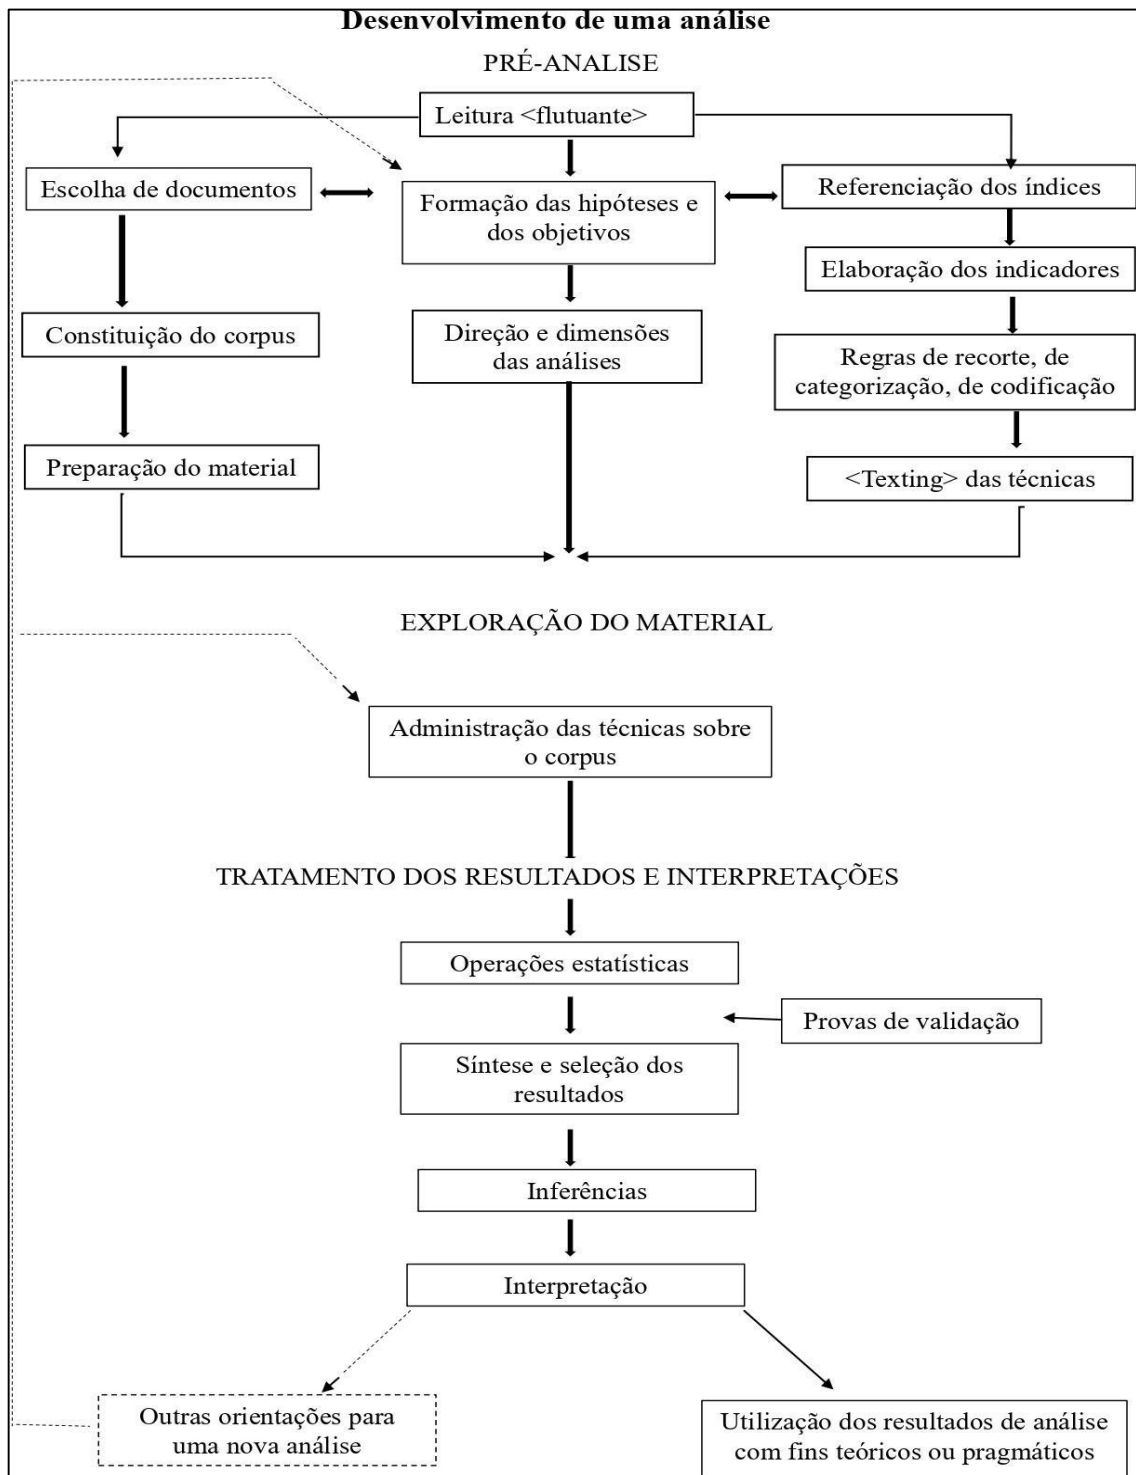 Desenvolvimento de uma análise
PRÉ-ANALISE
Leitura <flutuante>
Escolha de documentos
Formação das hipóteses e
dos objetivos
Referenciação dos índices
Elaboração dos indicadores
Constituição do corpus
Direção e dimensões
das análises
Regras de recorte, de
categorização, de codificação
Preparação do material
<Texting> das técnicas
EXPLORAÇÃO DO MATERIAL
Administração das técnicas sobre
o corpus
TRATAMENTO DOS RESULTADOS E INTERPRETAÇÕES
Operações estatísticas
Provas de validação
Síntese e seleção dos
resultados
Inferências
Interpretação
Outras orientações para
uma nova análise
Utilização dos resultados de análise
com fins teóricos ou pragmáticos